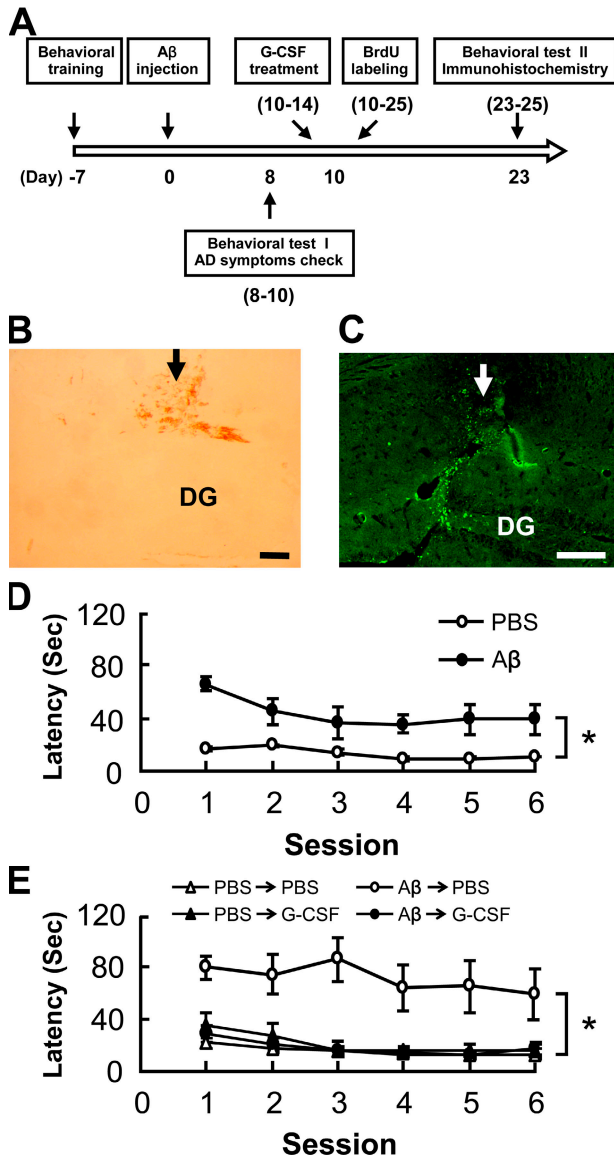 A
Behavioral
training
Aβ
injection
G-CSF
treatment
BrdU
labeling
Behavioral test II
Immunohistochemistry
(10-14)
(10-25)
(23-25)
(Day) -7 0 8 10 23
Behavioral test I
AD symptoms check
(8-10)
B
DG
C
DG
D
Latency (Sec)
120
80
40
0
0 1 2 3 4 5 6
Session
PBS
Aβ
*
E
PBS → PBS
Aβ → PBS
PBS → G-CSF
Aβ → G-CSF
Latency (Sec)
120
80
40
0
0 1 2 3 4 5 6
Session
*